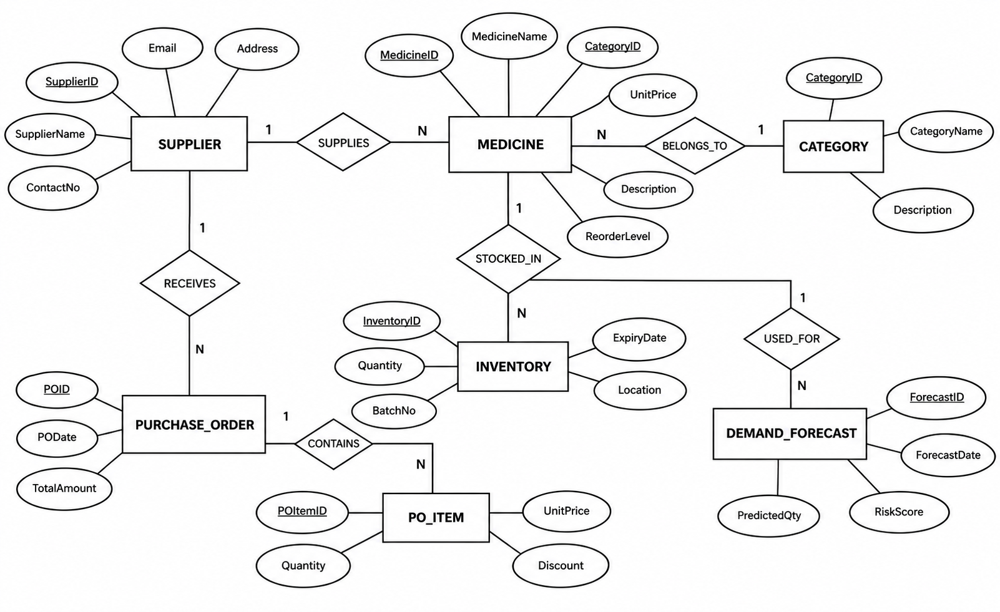 Email
Address
MedicineName
MedicineID
CategoryID
SupplierID
CategoryID
UnitPrice
SupplierName
SUPPLIER
1
SUPPLIES
N
MEDICINE
N
BELONGS_TO
1
CATEGORY
CategoryName
ContactNo
Description
Description
1
1
ReorderLevel
STOCKED_IN
RECEIVES
1
N
InventoryID
ExpiryDate
USED_FOR
N
Quantity
INVENTORY
Location
BatchNo
N
POID
ForecastID
PURCHASE_ORDER
1
DEMAND_FORECAST
PODate
CONTAINS
ForecastDate
N
TotalAmount
POItemID
PO_ITEM
UnitPrice
PredictedQty
RiskScore
Quantity
Discount